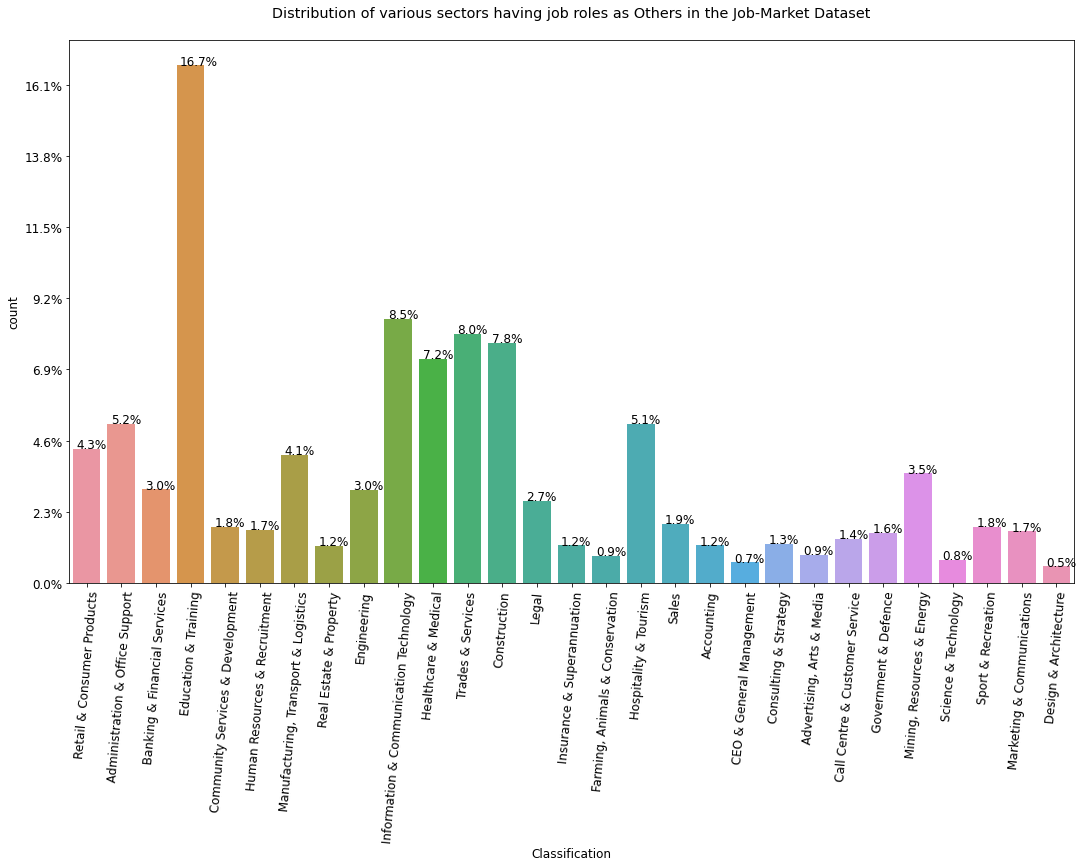 Distribution of various sectors having job roles as Others in the Job-Market Dataset
count
16.1%
13.8%
11.5%
9.2%
6.9%
4.6%
2.3%
0.0%
4.3%
5.2%
3.0%
16.7%
1.8%
1.7%
4.1%
1.2%
3.0%
8.5%
7.2%
8.0%
7.8%
2.7%
1.2%
0.9%
5.1%
1.9%
1.2%
0.7%
1.3%
0.9%
1.4%
1.6%
3.5%
0.8%
1.8%
1.7%
0.5%
Retail & Consumer Products
Administration & Office Support
Banking & Financial Services
Education & Training
Community Services & Development
Human Resources & Recruitment
Manufacturing, Transport & Logistics
Real Estate & Property
Engineering
Information & Communication Technology
Healthcare & Medical
Trades & Services
Construction
Legal
Insurance & Superannuation
Farming, Animals & Conservation
Hospitality & Tourism
Sales
Accounting
CEO & General Management
Consulting & Strategy
Advertising, Arts & Media
Call Centre & Customer Service
Government & Defence
Mining, Resources & Energy
Science & Technology
Sport & Recreation
Marketing & Communications
Design & Architecture
Classification